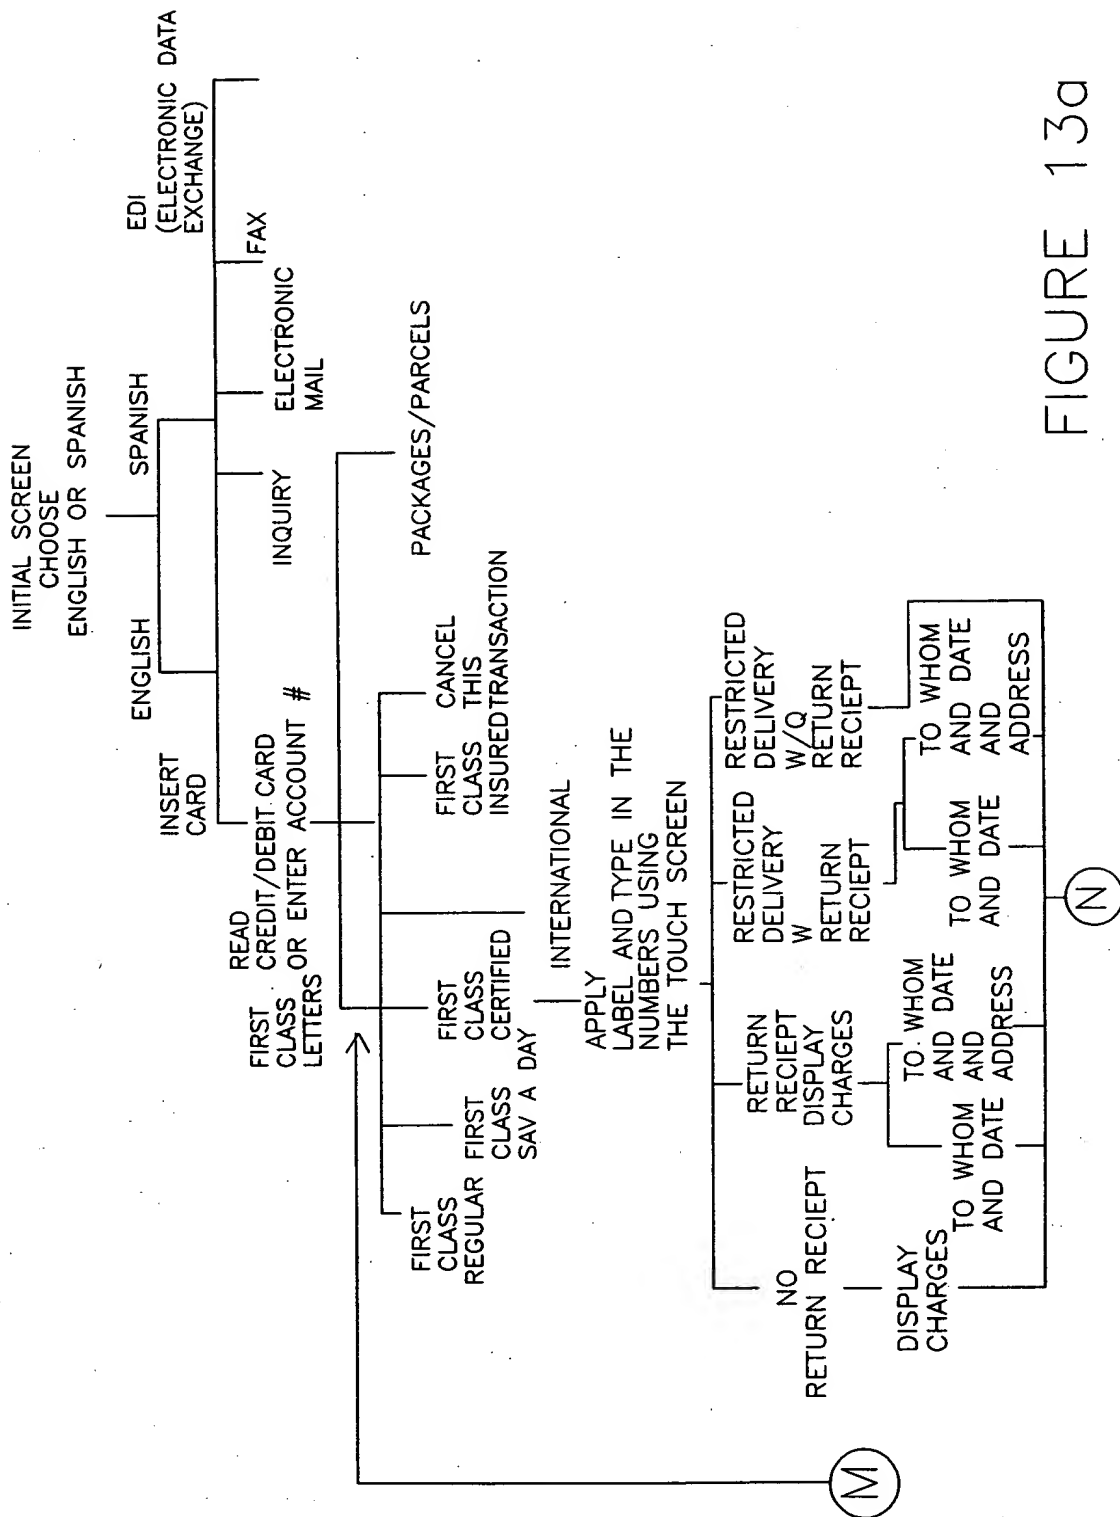 INITIAL SCREEN
CHOOSE
ENGLISH OR SPANISH
ENGLISH
SPANISH
INSERT
CARD
INQUIRY
ELECTRONIC
MAIL
FAX
EDI
(ELECTRONIC DATA
EXCHANGE)
READ
CREDIT/DEBIT CARD
OR ENTER ACCOUNT #
FIRST
CLASS
LETTERS
PACKAGES/PARCELS
FIRST
CLASS
REGULAR
FIRST
CLASS
SAV A DAY
FIRST
CLASS
CERTIFIED
INTERNATIONAL
FIRST
CLASS
INSURED
CANCEL
THIS
TRANSACTION
APPLY
LABEL AND TYPE IN THE
NUMBERS USING
THE TOUCH SCREEN
NO
RETURN RECIEPT
RETURN
RECIEPT
DISPLAY
CHARGES
RESTRICTED
DELIVERY
W
RETURN
RECIEPT
RESTRICTED
DELIVERY
W/Q
RETURN
RECIEPT
DISPLAY
CHARGES
TO WHOM
AND DATE
TO WHOM
AND DATE
AND
ADDRESS
TO WHOM
AND DATE
TO WHOM
AND DATE
AND
ADDRESS
M
N
FIGURE 13a